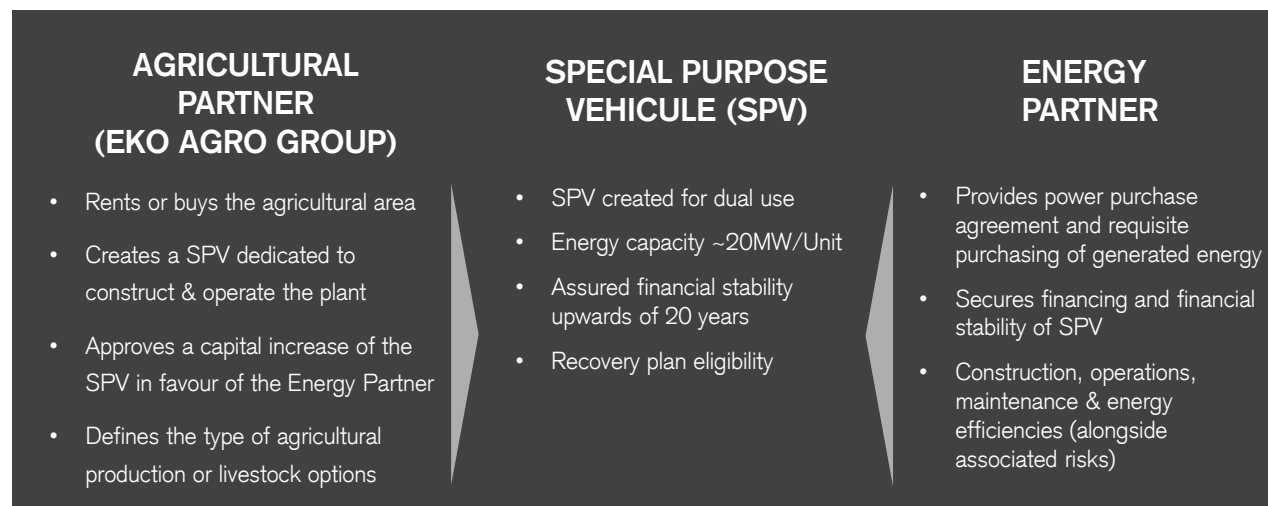 AGRICULTURAL
PARTNER
(EKO AGRO GROUP)
• Rents or buys the agricultural area
• Creates a SPV dedicated to
construct & operate the plant
• Approves a capital increase of the
SPV in favour of the Energy Partner
• Defines the type of agricultural
production or livestock options
SPECIAL PURPOSE
VEHICULE (SPV)
• SPV created for dual use
• Energy capacity ~20MW/Unit
• Assured financial stability
upwards of 20 years
• Recovery plan eligibility
ENERGY
PARTNER
• Provides power purchase
agreement and requisite
purchasing of generated energy
• Secures financing and financial
stability of SPV
• Construction, operations,
maintenance & energy
efficiencies (alongside
associated risks)